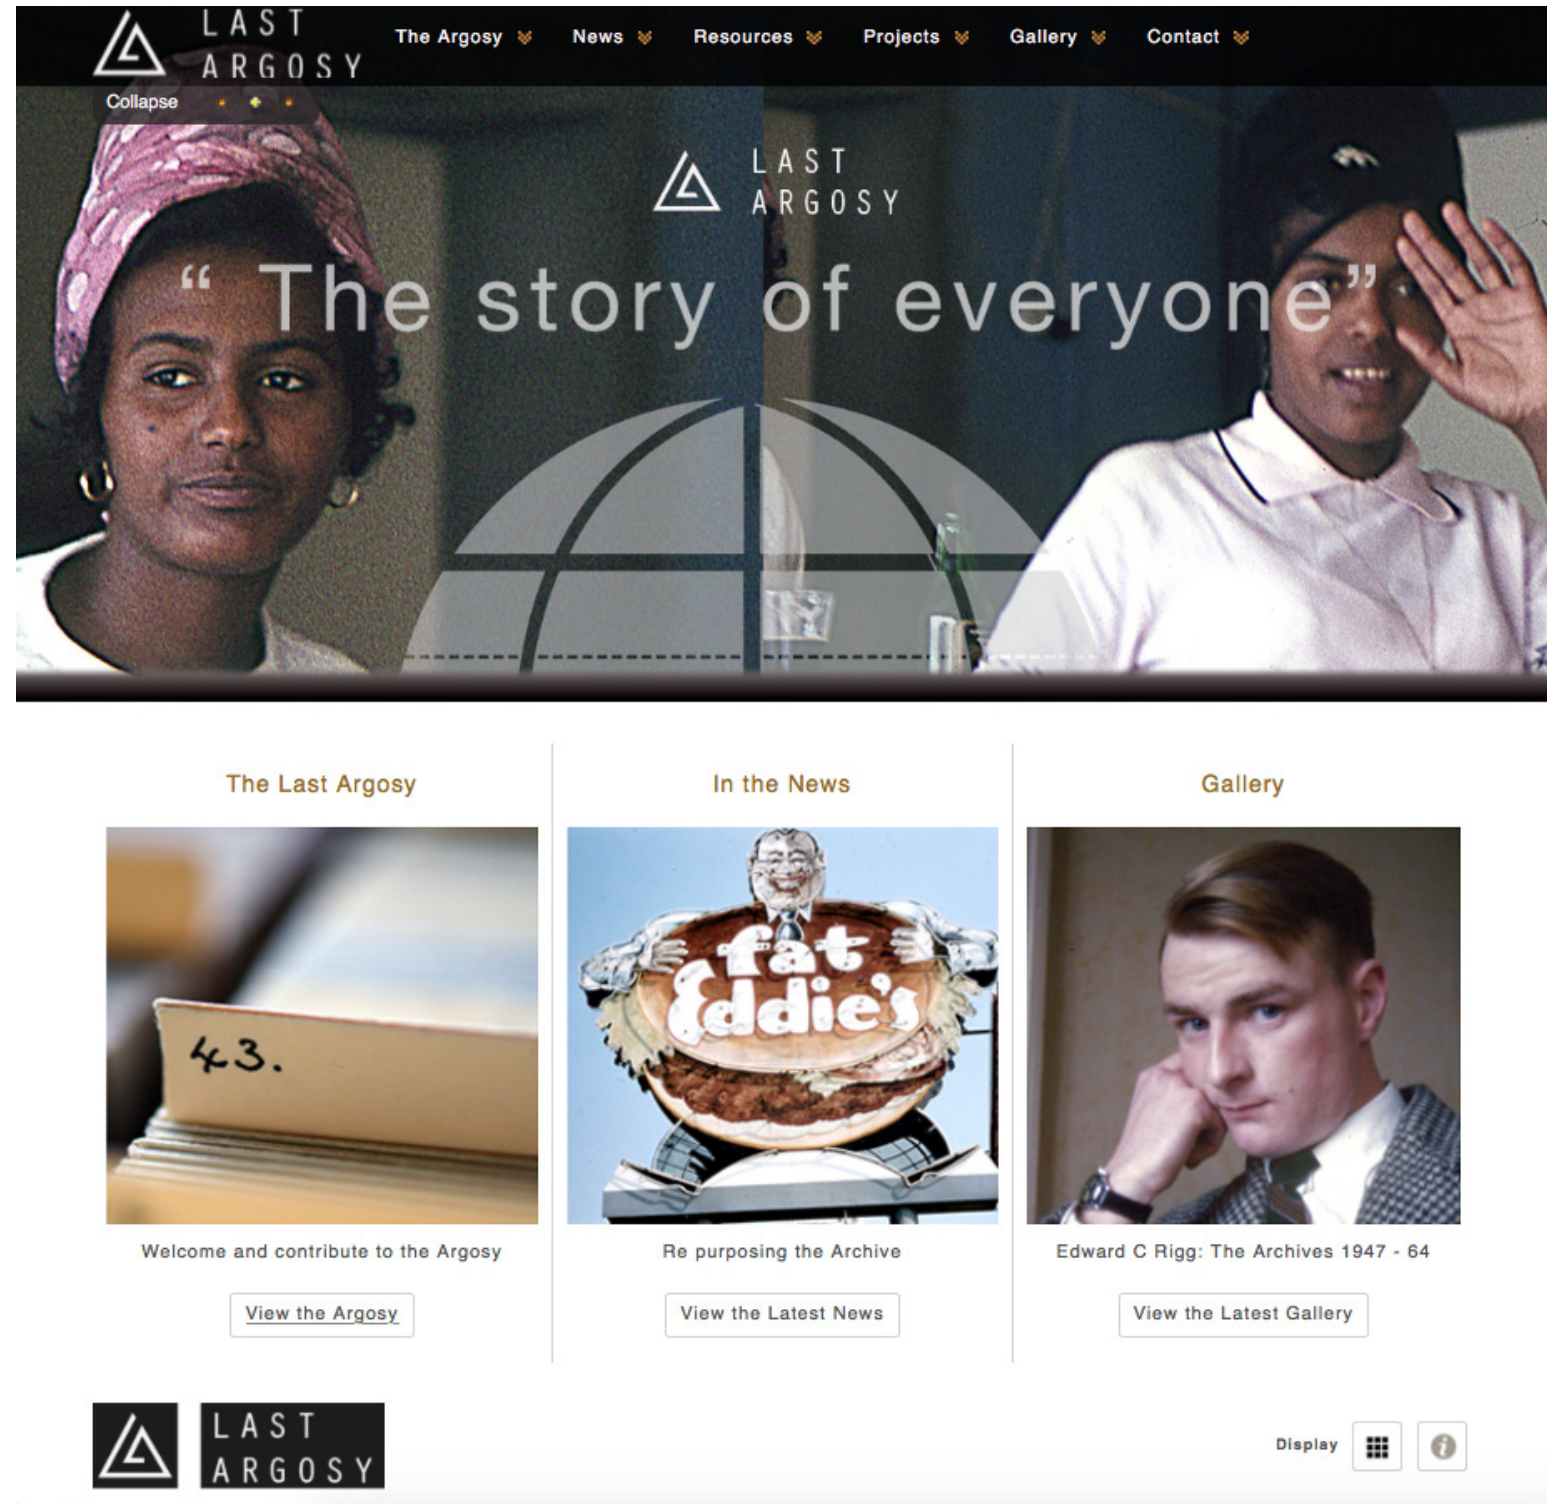 LAST
ARGOSY
The Argosy News Resources Projects Gallery Contact
Collapse
LAST
ARGOSY
“ The story of everyone”
The Last Argosy
In the News
Gallery
43.
fat
Eddie's
Welcome and contribute to the Argosy
Re purposing the Archive
Edward C Rigg: The Archives 1947 - 64
View the Argosy
View the Latest News
View the Latest Gallery
LAST
ARGOSY
Display
i